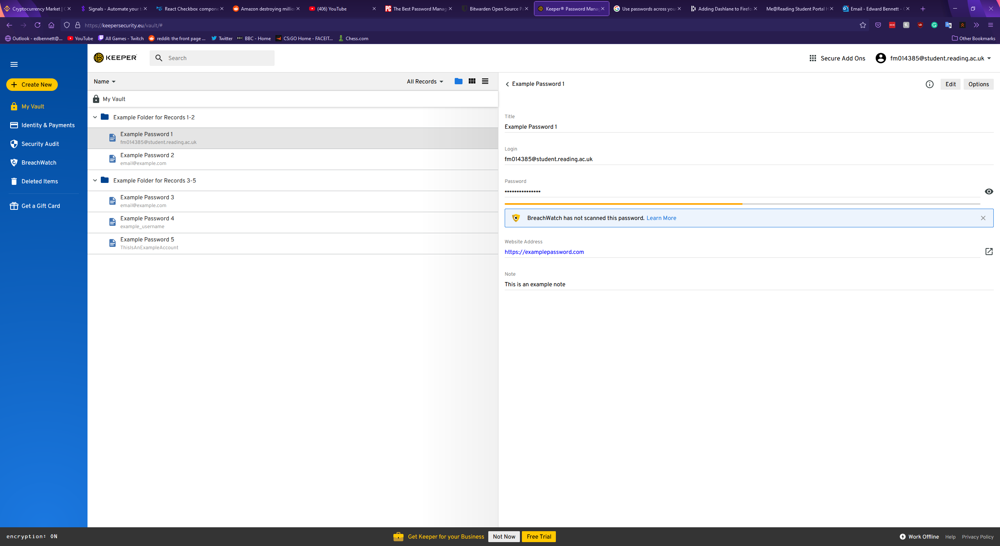 Cryptocurrency Market |
Signals - Automate your t
React Checkbox compone
Amazon destroying millio
(406) YouTube
The Best Password Manag
Bitwarden Open Source Pa
Keeper® Password Manag
Use passwords across you
Adding Dashlane to Firefo
Me@Reading Student Portal H
Email - Edward Bennett -
https://keepersecurity.eu/vault/#
Outlook - edbennett@...
YouTube
All Games - Twitch
reddit: the front page ...
Twitter
BBC
BBC - Home
CS:GO Home - FACEIT...
Chess.com
Other Bookmarks
KEEPER
Search
Secure Add Ons
fm014385@student.reading.ac.uk
Create New
My Vault
Identity & Payments
Security Audit
BreachWatch
Deleted Items
Get a Gift Card
Name
All Records
My Vault
Example Folder for Records 1-2
Example Password 1
fm014385@student.reading.ac.uk
Example Password 2
email@example.com
Example Folder for Records 3-5
Example Password 3
email@example.com
Example Password 4
example_username
Example Password 5
ThisIsAnExampleAccount
Example Password 1
Edit
Options
Title
Example Password 1
Login
fm014385@student.reading.ac.uk
Password
•••••••••••••••
BreachWatch has not scanned this password. Learn More
Website Address
https://examplepassword.com
Note
This is an example note
encryption: ON
Get Keeper for your Business
Not Now
Free Trial
Work Offline
Help
Privacy Policy